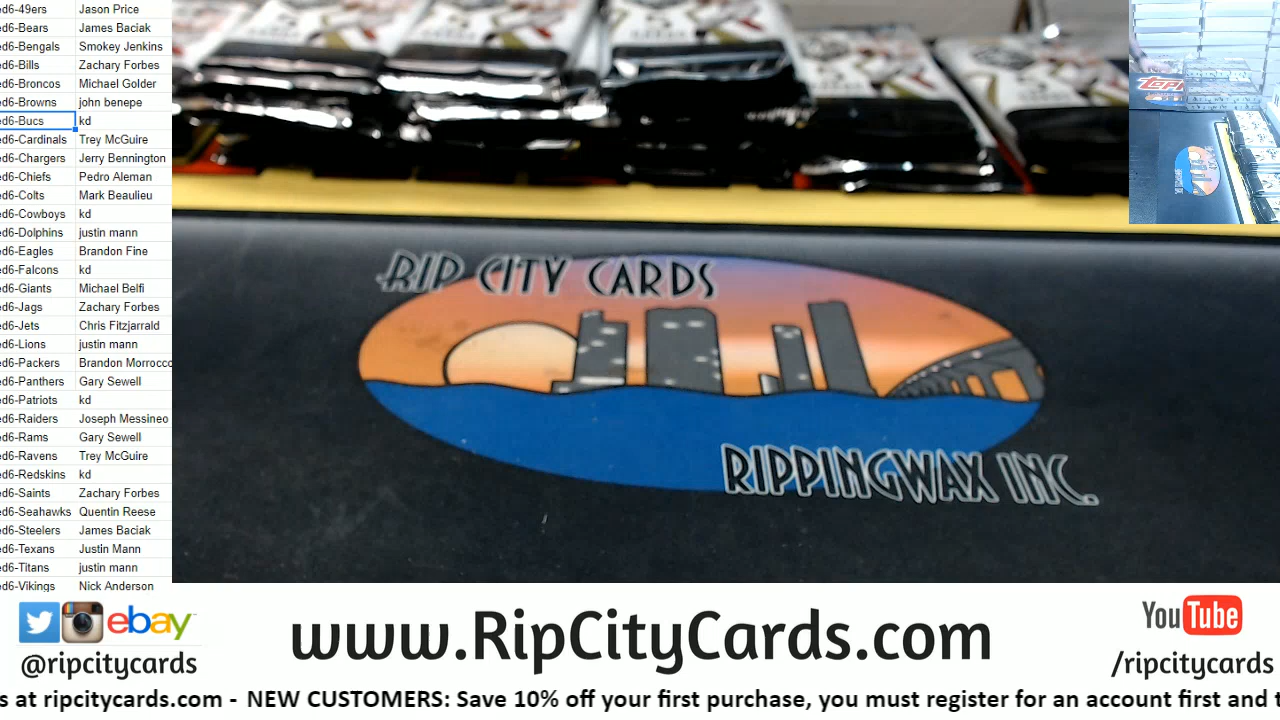 ed6-49ers Jason Price
ed6-Bears James Baciak
ed6-Bengals Smokey Jenkins
ed6-Bills Zachary Forbes
ed6-Broncos Michael Golder
ed6-Browns john benepe
ed6-Bucs kd
ed6-Cardinals Trey McGuire
ed6-Chargers Jerry Bennington
ed6-Chiefs Pedro Aleman
ed6-Colts Mark Beaulieu
ed6-Cowboys kd
ed6-Dolphins justin mann
ed6-Eagles Brandon Fine
ed6-Falcons kd
ed6-Giants Michael Belfi
ed6-Jags Zachary Forbes
ed6-Jets Chris Fitzjarrald
ed6-Lions justin mann
ed6-Packers Brandon Morrocco
ed6-Panthers Gary Sewell
ed6-Patriots kd
ed6-Raiders Joseph Messineo
ed6-Rams Gary Sewell
ed6-Ravens Trey McGuire
ed6-Redskins kd
ed6-Saints Zachary Forbes
ed6-Seahawks Quentin Reese
ed6-Steelers James Baciak
ed6-Texans Justin Mann
ed6-Titans justin mann
ed6-Vikings Nick Anderson
RIP CITY CARDS
RIPPINGWAX INC.
ebay
@ripcitycards
www.RipCityCards.com
YouTube
/ripcitycards
s at ripcitycards.com - NEW CUSTOMERS: Save 10% off your first purchase, you must register for an account first and t